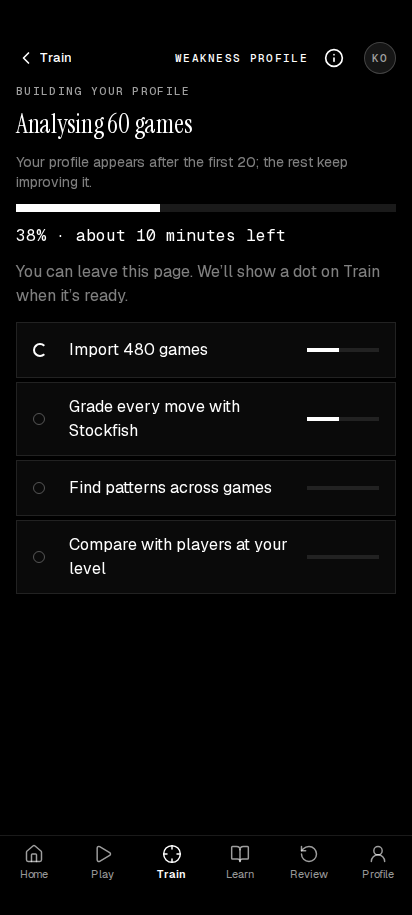 Train
WEAKNESS PROFILE
KO
BUILDING YOUR PROFILE
Analysing 60 games
Your profile appears after the first 20; the rest keep
improving it.
38% · about 10 minutes left
You can leave this page. We’ll show a dot on Train
when it’s ready.
Import 480 games
Grade every move with
Stockfish
Find patterns across games
Compare with players at your
level
Home
Play
Train
Learn
Review
Profile